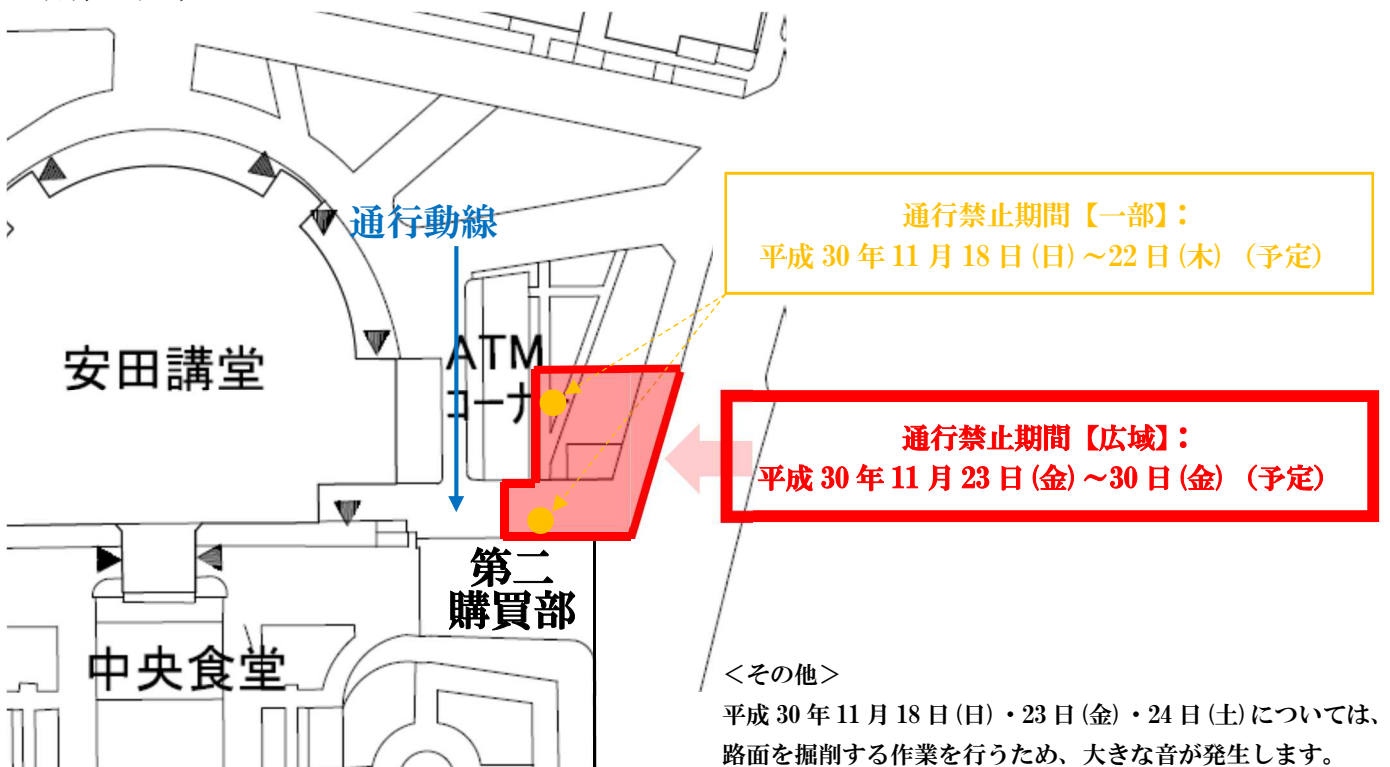 通行動線
通行禁止期間【一部】:
平成 30 年 11 月 18 日(日)~22 日(木) (予定)
ATM
コーナー
安田講堂
通行禁止期間【広域】:
平成 30 年 11 月 23 日(金)~30 日(金) (予定)
第二
購買部
中央食堂
<その他>
平成 30 年 11 月 18 日(日)・23 日(金)・24 日(土)については、
路面を掘削する作業を行うため、大きな音が発生します。